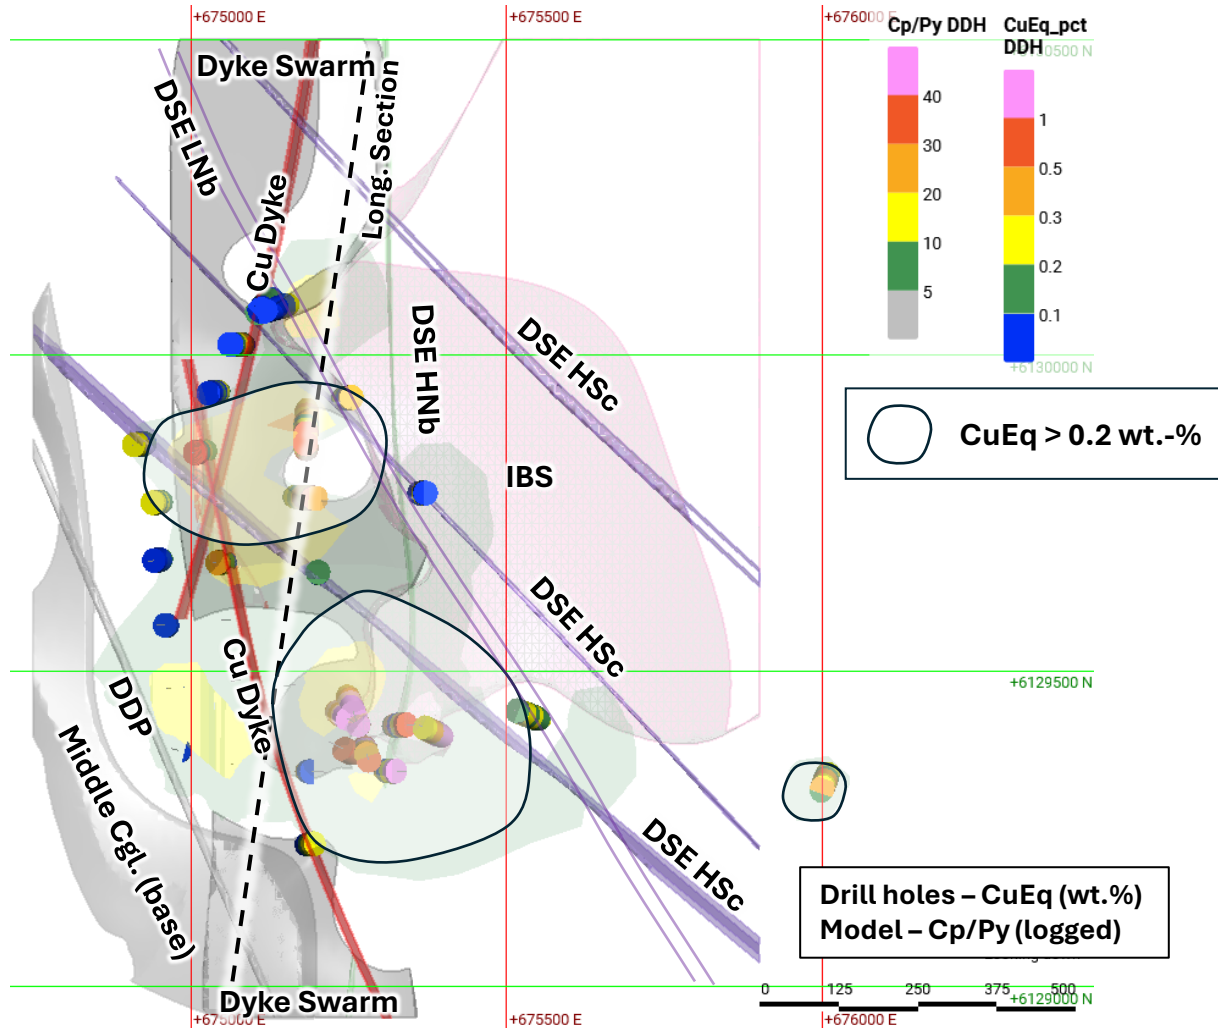 +675000 E
+675500 E
+676000 E
Cp/Py DDH
40
30
20
10
5
CuEq_pct
DDH
1
0.5
0.3
0.2
0.1
+6130500 N
Dyke Swarm
DSE LNb
Long. Section
Cu Dyke
DSE HNb
DSE HSc
+6130000 N
CuEq > 0.2 wt.-%
IBS
DSE HSc
Cu Dyke
DDP
Middle Cgl. (base)
+6129500 N
DSE HSc
Drill holes – CuEq (wt.%)
Model – Cp/Py (logged)
0
125
250
375
500
+6129000 N
Dyke Swarm
+675000 E
+675500 E
+676000 E